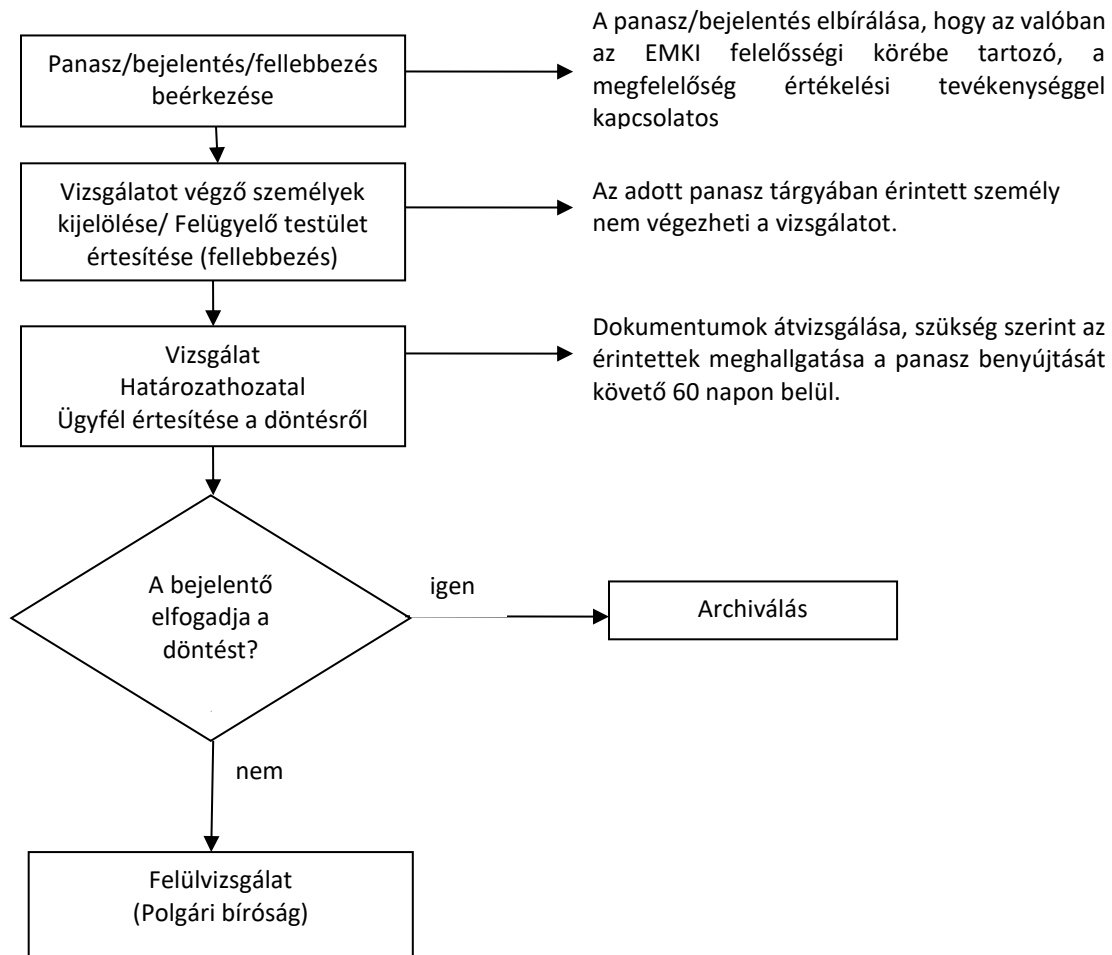 Panasz/bejelentés/fellebbezés
beérkezése
A panasz/bejelentés elbírálása, hogy az valóban
az EMKI felelősségi körébe tartozó, a
megfelelőség értékelési tevékenységgel
kapcsolatos
Vizsgálatot végző személyek
kijelölése/ Felügyelő testület
értesítése (fellebbezés)
Az adott panasz tárgyában érintett személy
nem végezheti a vizsgálatot.
Vizsgálat
Határozathozatal
Ügyfél értesítése a döntésről
Dokumentumok átvizsgálása, szükség szerint az
érintettek meghallgatása a panasz benyújtását
követő 60 napon belül.
A bejelentő
elfogadja a
döntést?
igen
Archiválás
nem
Felülvizsgálat
(Polgári bíróság)